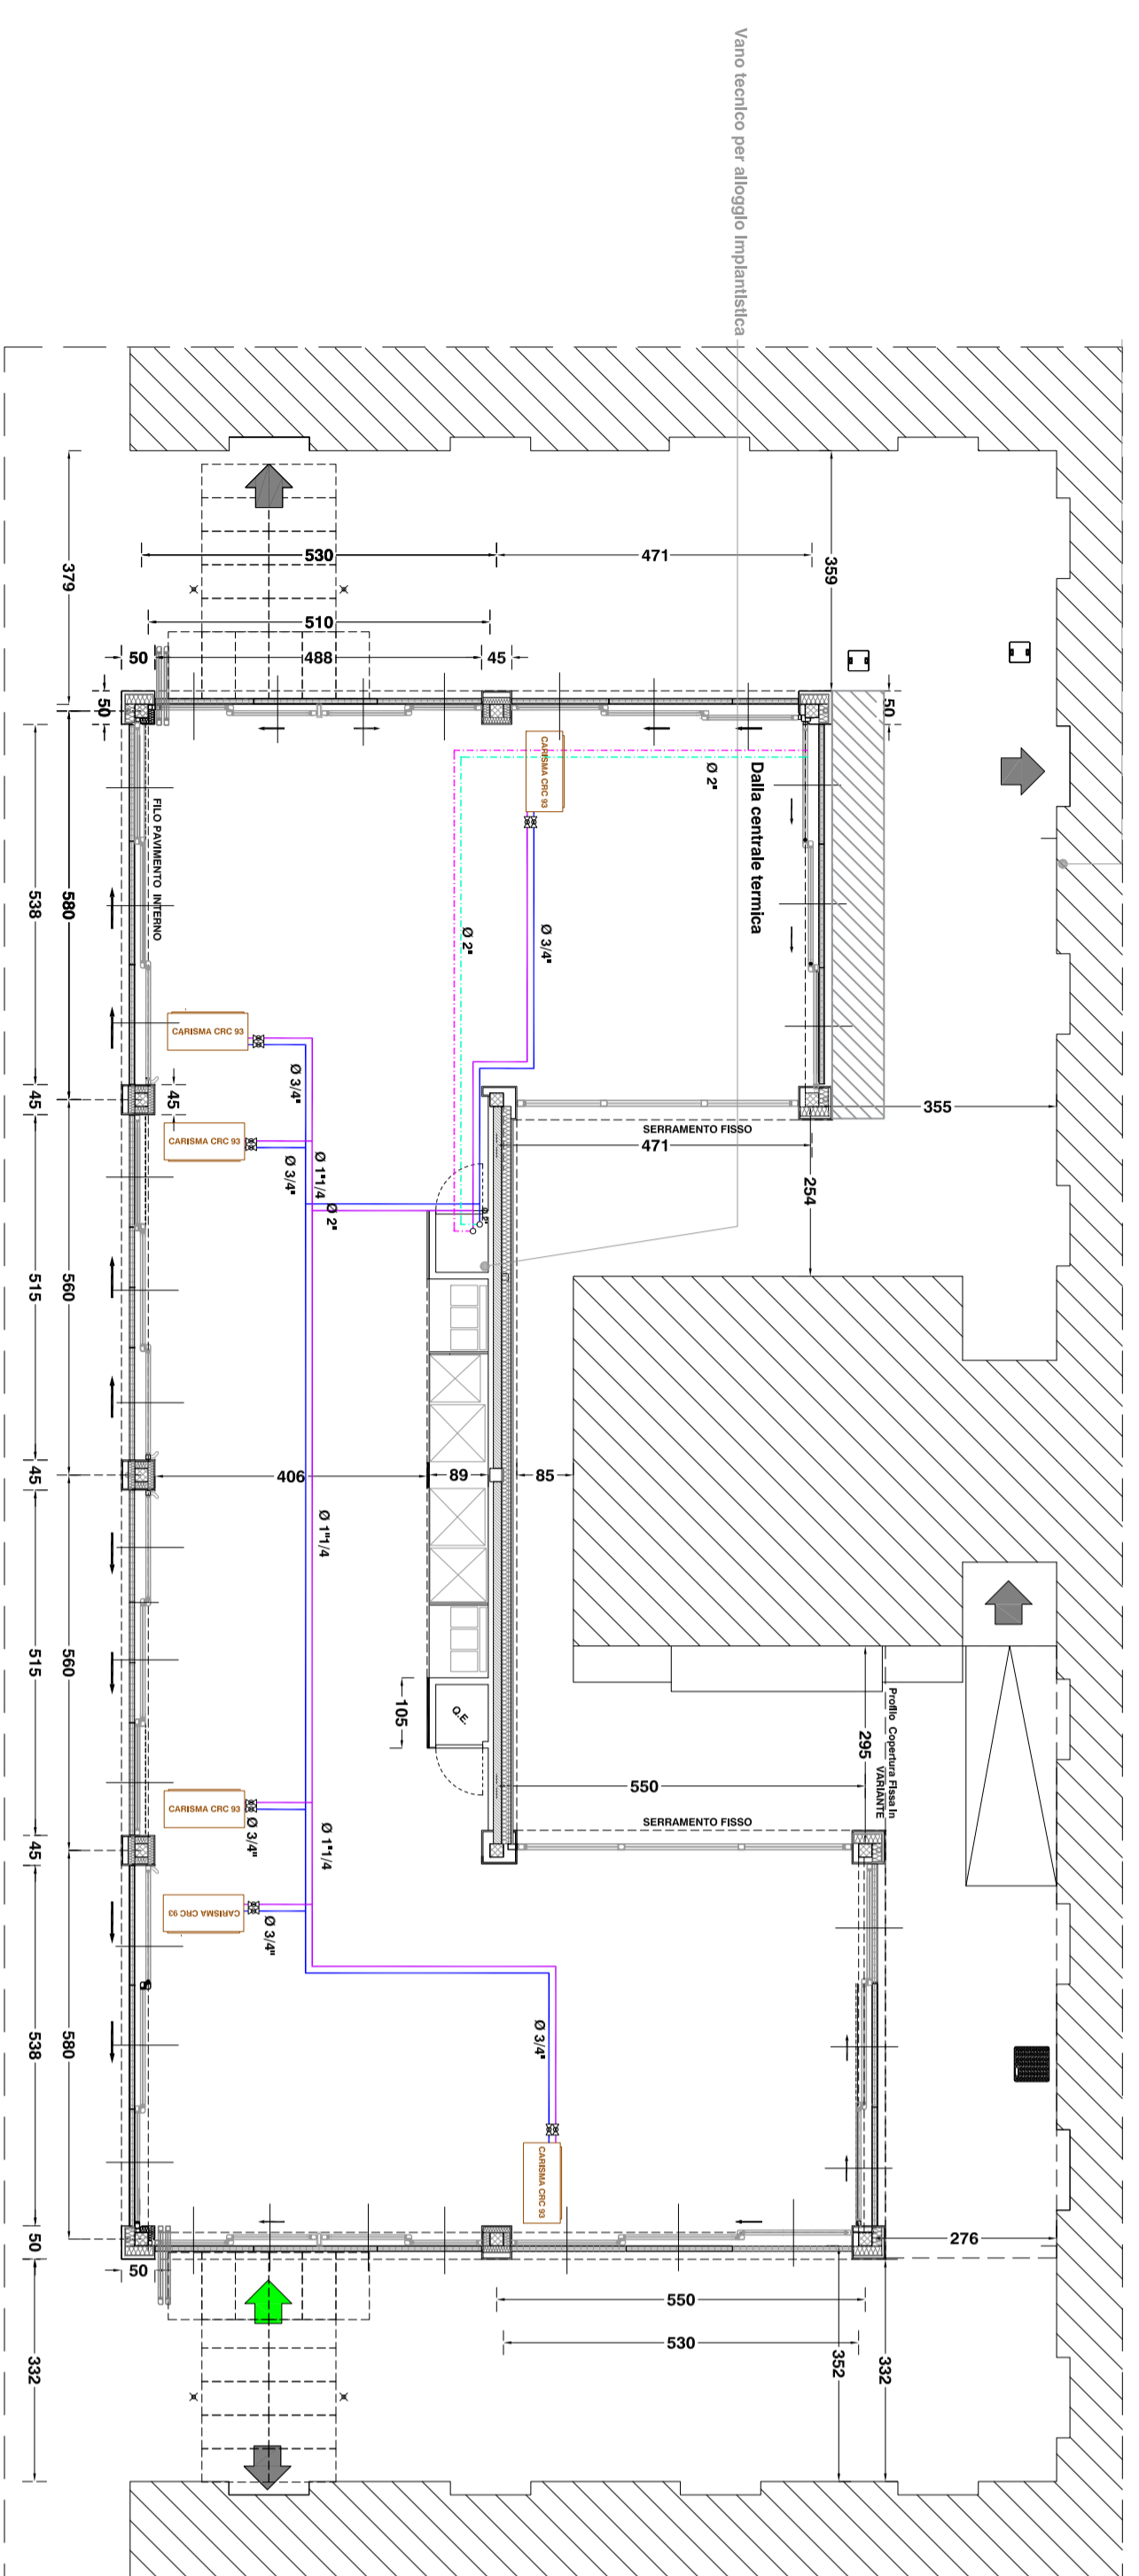 Vano tecnico per alloggio impiantistica
379
530
471
359
510
50
488
45
50
50
CARISMA CRC 93
Ø 2"
Dalla centrale termica
FILO PAVIMENTO INTERNO
538
580
Ø 2"
Ø 3/4"
CARISMA CRC 93
Ø 3/4"
45
45
CARISMA CRC 93
355
SERRAMENTO FISSO
471
Ø 3/4"
Ø 1"1/4
Ø 2"
254
515
560
45
406
89
85
Ø 1"1/4
515
560
105
Q.E.
Profilo Copertura Fissa in
VARIANTE
295
550
CARISMA CRC 93
Ø 3/4"
SERRAMENTO FISSO
45
Ø 1"1/4
CARISMA CRC 93
Ø 3/4"
538
580
Ø 3/4"
CARISMA CRC 93
50
276
50
550
530
332
352
332